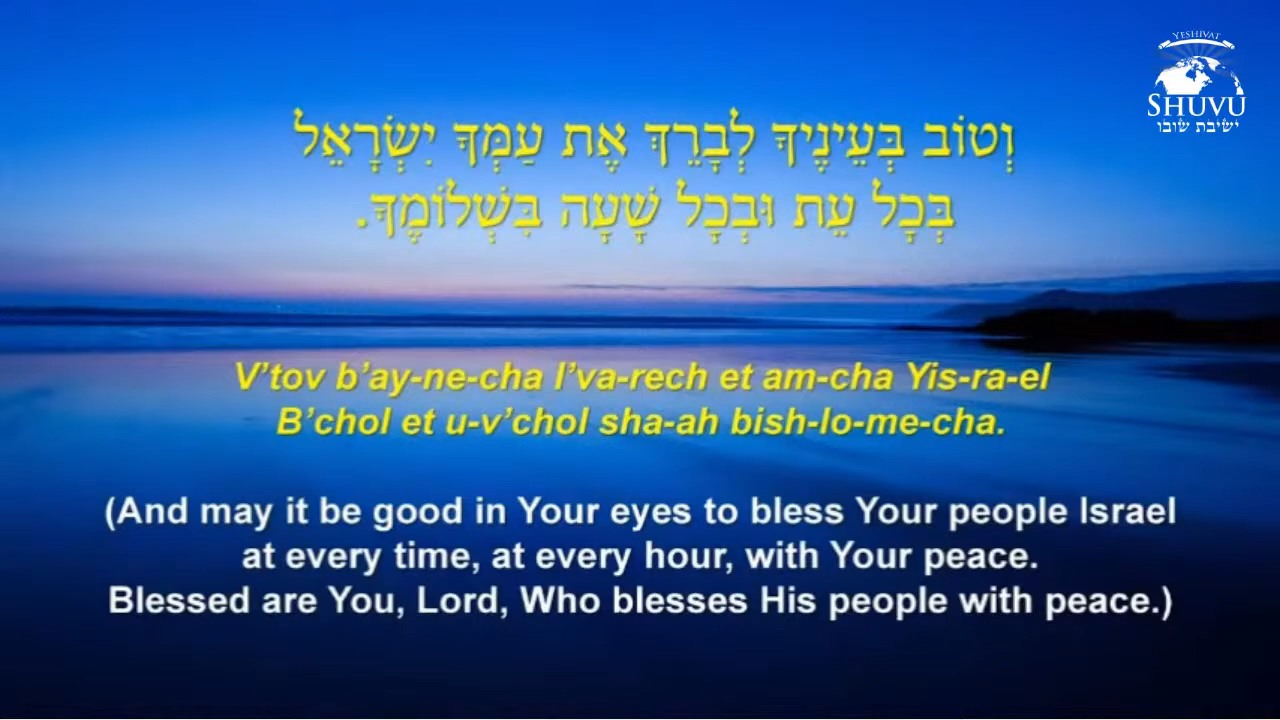 YESHIVAT
SHUVU
ישיבת שובו
וְטוֹב בְּעֵינֶיךָ לְבָרֵךְ אֶת עַמְּךָ יִשְׂרָאֵל
בְּכָל עֵת וּבְכָל שָׁעָה בִּשְׁלוֹמֶךָ.
V’tov b’ay-ne-cha l’va-rech et am-cha Yis-ra-el
B’chol et u-v’chol sha-ah bish-lo-me-cha.
(And may it be good in Your eyes to bless Your people Israel
at every time, at every hour, with Your peace.
Blessed are You, Lord, Who blesses His people with peace.)